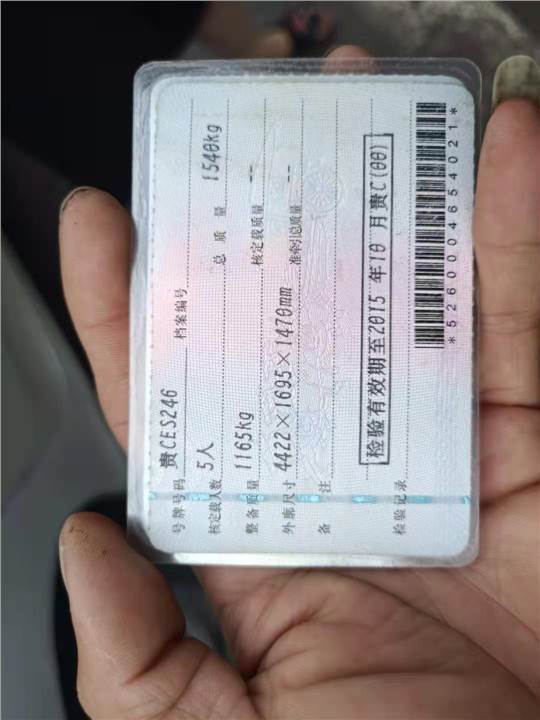 号牌号码 贵CES246 档案编号
核定载人数 5人 总质量 1540kg
整备质量 1165kg 核定载质量 --
外廓尺寸 4422×1695×1470mm 准牵引总质量 --
备注
检验记录 检验有效期至2015年10月贵C(00)
*5260004654021*